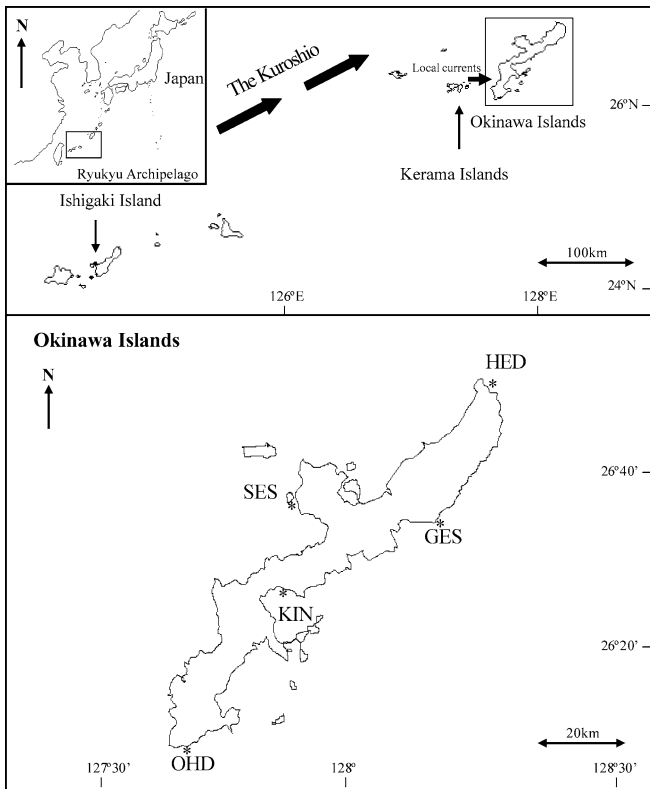 N
Japan
Ryukyu Archipelago
The Kuroshio
Local currents
Okinawa Islands
26°N
Kerama Islands
Ishigaki Island
100km
24°N
126°E
128°E
Okinawa Islands
N
HED
26°40'
SES
GES
KIN
26°20'
20km
OHD
127°30'
128°
128°30'